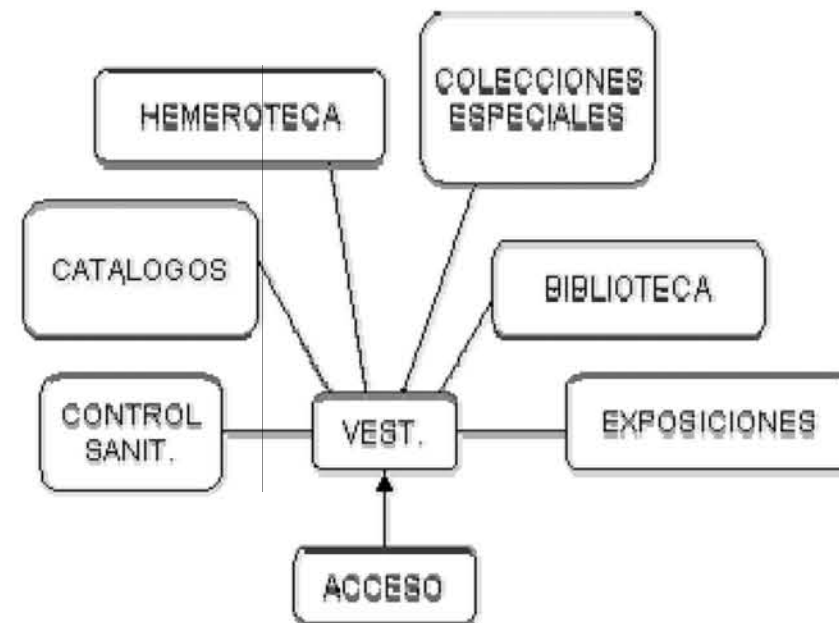 HEMEROTECA
COLECCIONES
ESPECIALES
CATALOGOS
BIBLIOTECA
CONTROL
SANIT.
VEST.
EXPOSICIONES
ACCESO